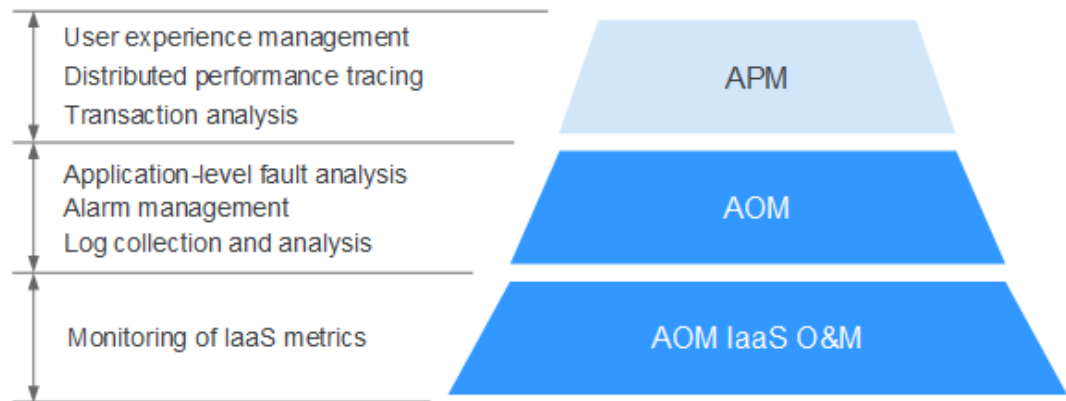 User experience management
Distributed performance tracing
Transaction analysis
APM
Application-level fault analysis
Alarm management
Log collection and analysis
AOM
Monitoring of IaaS metrics
AOM IaaS O&M